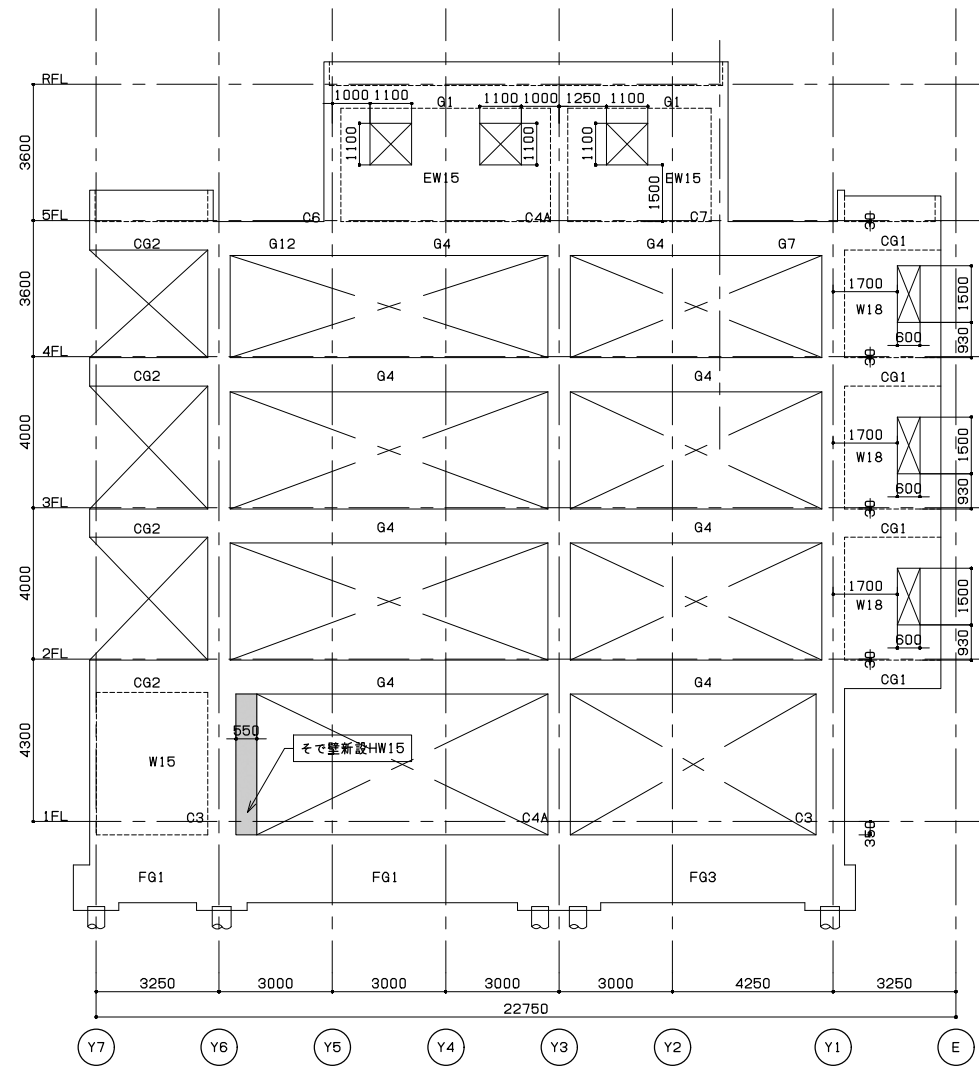 RFL
1000 1100
G1
1100 1000 1250 1100
G1
3600
1100
1100
1100
EW15
EW15
1500
5FL
C6
C4A
C7
30
CG2
G12
G4
G4
G7
CG1
3600
1700
W18
1500
600
930
4FL
30
CG2
G4
G4
CG1
4000
1700
W18
1500
600
930
3FL
30
CG2
G4
G4
CG1
4000
1700
W18
1500
600
930
2FL
30
CG2
G4
G4
CG1
4300
550
そで壁新設HW15
W15
1FL
C3
C4A
C3
350
FG1
FG1
FG3
3250 3000 3000 3000 3000 4250 3250
22750
Y7 Y6 Y5 Y4 Y3 Y2 Y1 E